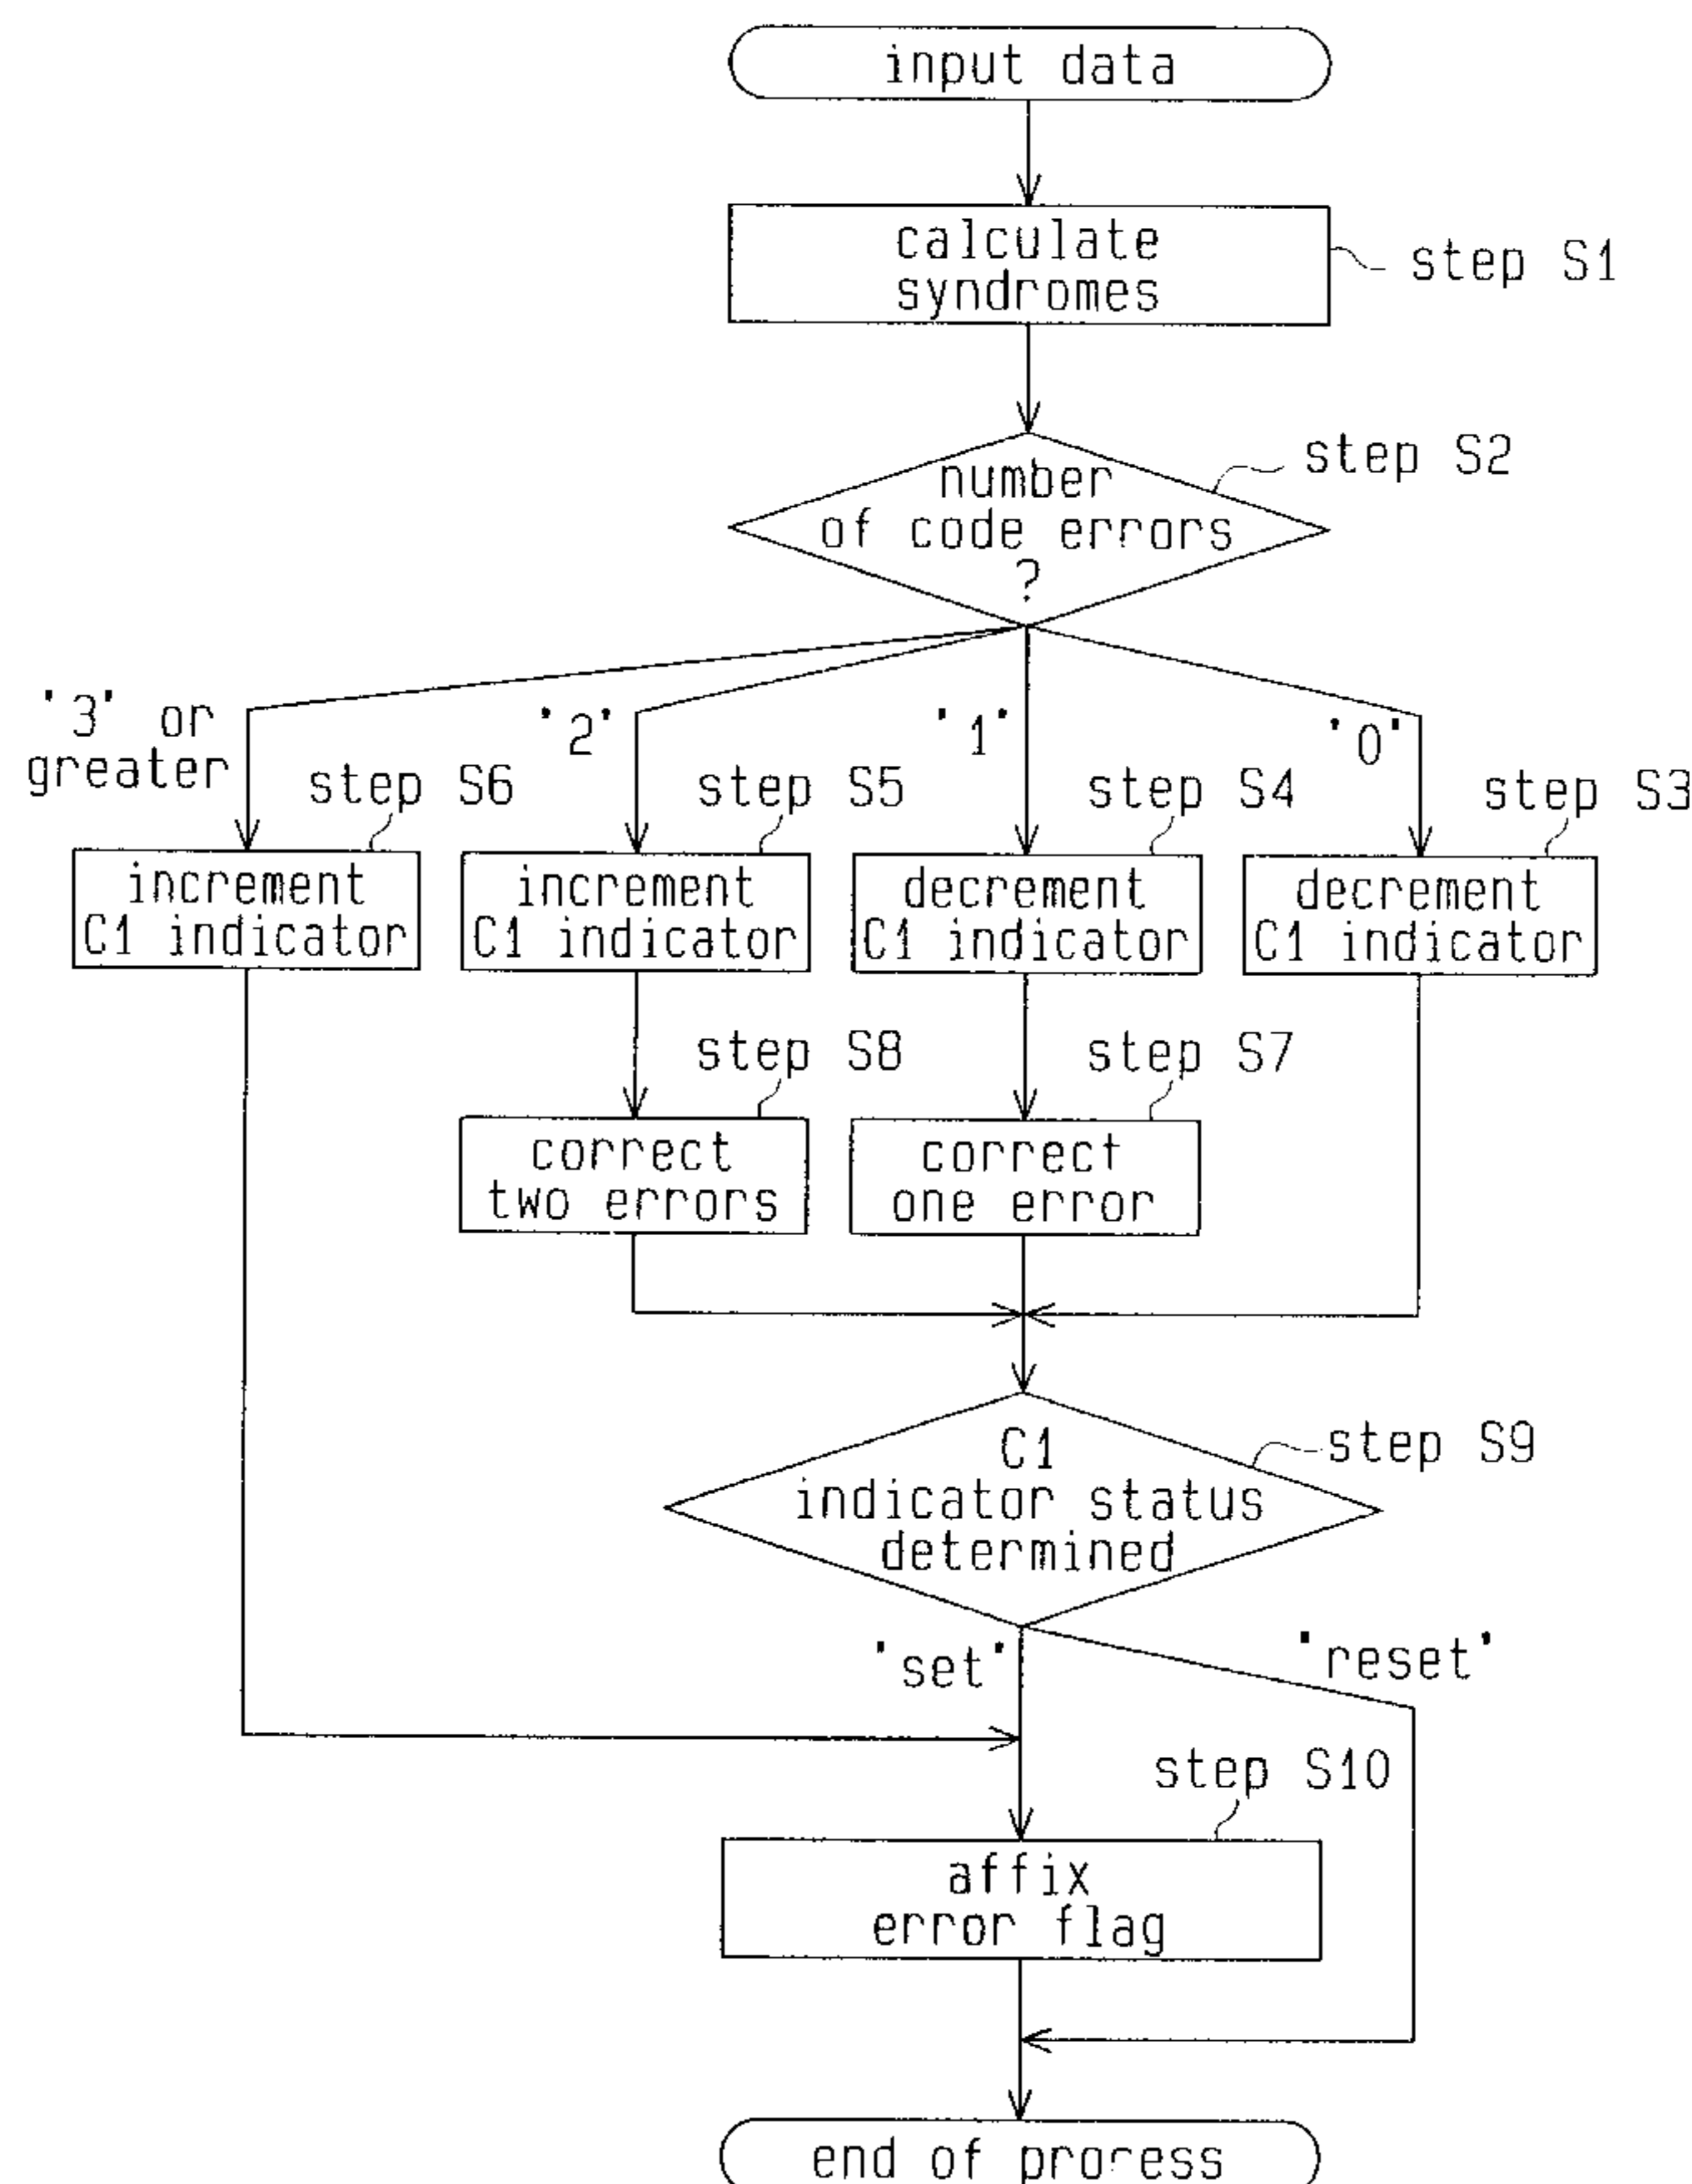 input data
calculate
syndromes
step S1
number
of code errors
?
step S2
"3" or
greater
"2"
"1"
"0"
step S6
step S5
step S4
step S3
increment
C1 indicator
increment
C1 indicator
decrement
C1 indicator
decrement
C1 indicator
step S8
step S7
correct
two errors
correct
one error
C1
indicator status
determined
step S9
"set"
"reset"
step S10
affix
error flag
end of process